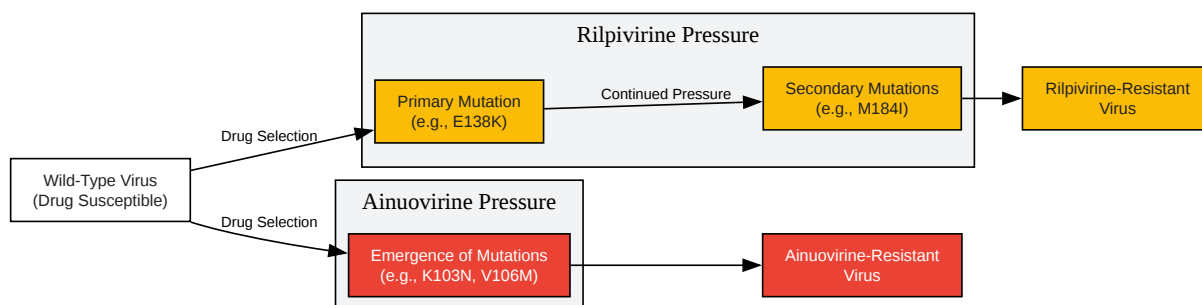 Rilpivirine Pressure
Primary Mutation
(e.g., E138K)
Continued Pressure
Secondary Mutations
(e.g., M184I)
Rilpivirine-Resistant
Virus
Drug Selection
Wild-Type Virus
(Drug Susceptible)
Drug Selection
Ainuovirine Pressure
Emergence of Mutations
(e.g., K103N, V106M)
Ainuovirine-Resistant
Virus